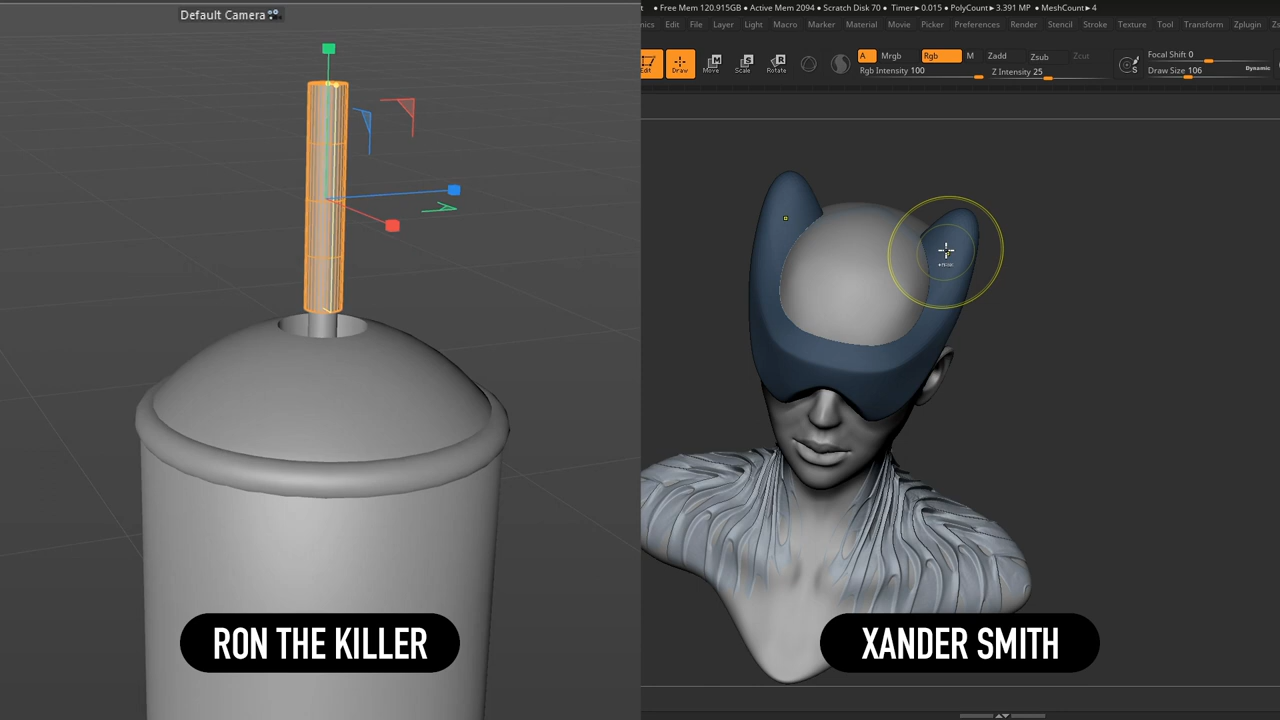 Default Camera
t ● Free Mem 120.915GB ● Active Mem 2094 ● Scratch Disk 70 ● Timer►0.015 ● PolyCount►3.391 MP ● MeshCount►4
nics Edit File Layer Light Macro Marker Material Movie Picker Preferences Render Stencil Stroke Texture Tool Transform Zplugin Zs
Edit Draw Move Scale Rotate A Mrgb Rgb M Zadd Zsub Zcut Focal Shift 0
Rgb Intensity 100 Z Intensity 25 S Draw Size 106 Dynamic
RON THE KILLER
XANDER SMITH